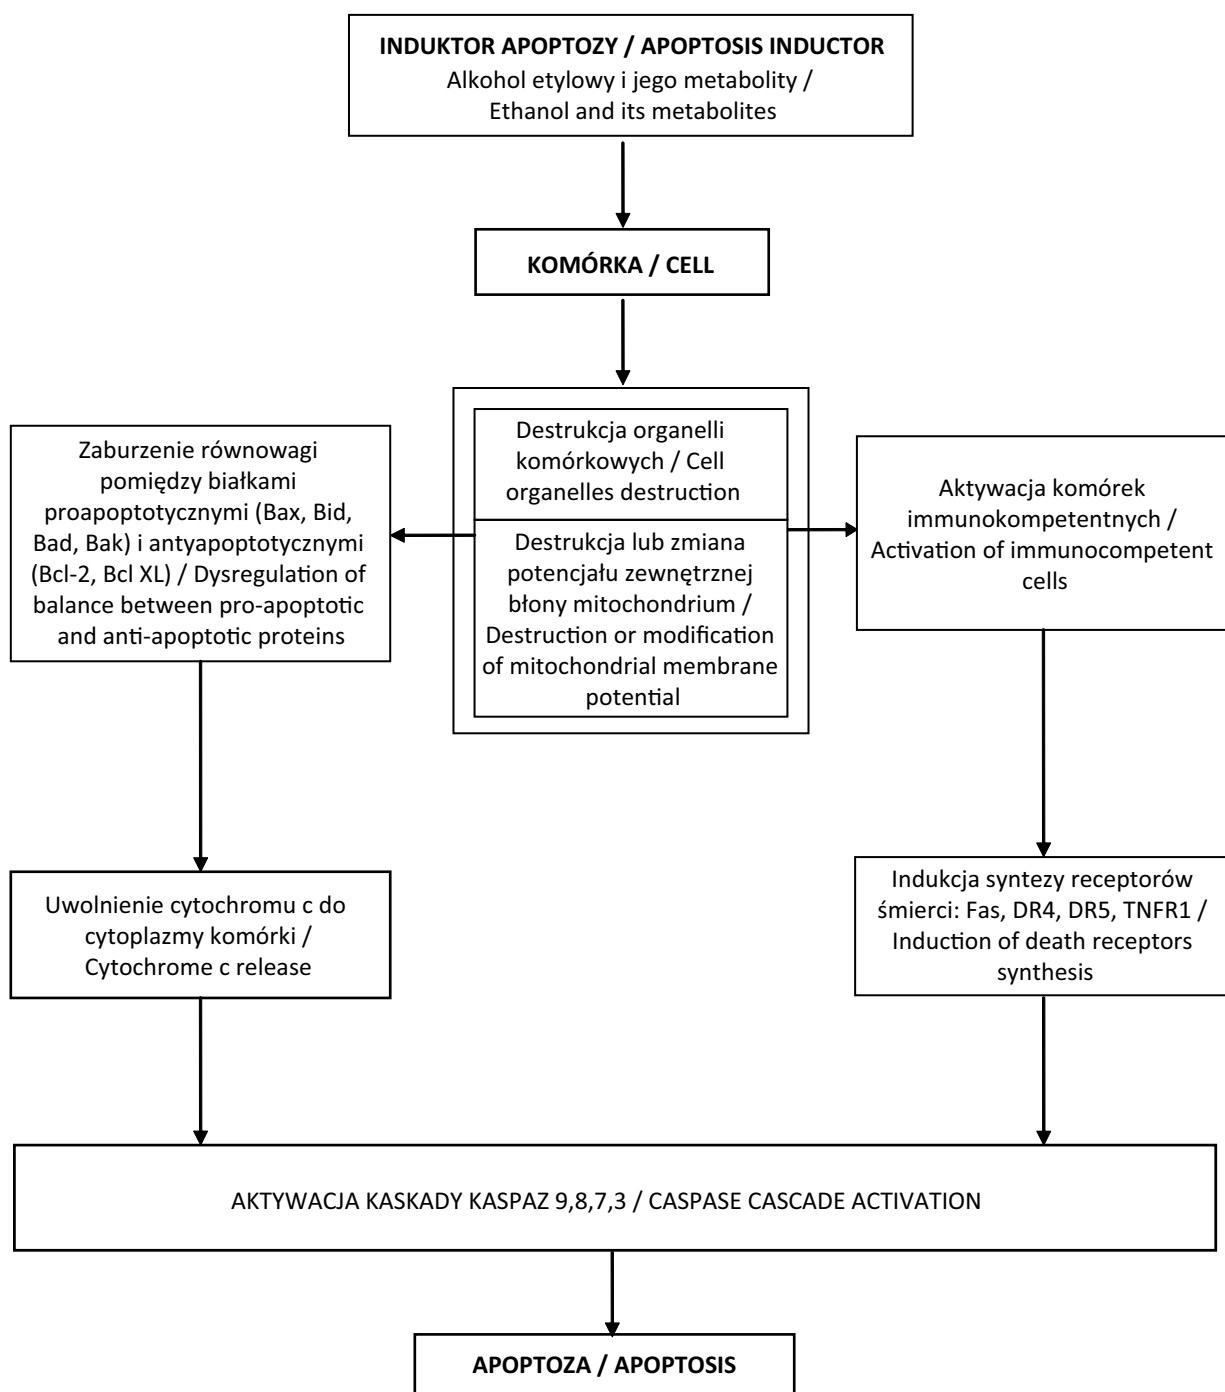 INDUKTOR APOPTOZY / APOPTOSIS INDUCTOR
Alkohol etylowy i jego metabolity /
Ethanol and its metabolites
KOMÓRKA / CELL
Zaburzenie równowagi
pomiędzy białkami
proapoptotycznymi (Bax, Bid,
Bad, Bak) i antyapoptotycznymi
(Bcl-2, Bcl XL) / Dysregulation of
balance between pro-apoptotic
and anti-apoptotic proteins
Destrukcja organelli
komórkowych / Cell
organelles destruction
Destrukcja lub zmiana
potencjału zewnętrznej
błony mitochondrium /
Destruction or modification
of mitochondrial membrane
potential
Aktywacja komórek
immunokompetentnych /
Activation of immunocompetent
cells
Uwolnienie cytochromu c do
cytoplazmy komórki /
Cytochrome c release
Indukcja syntezy receptorów
śmierci: Fas, DR4, DR5, TNFR1 /
Induction of death receptors
synthesis
AKTYWACJA KASKADY KASPAZ 9,8,7,3 / CASPASE CASCADE ACTIVATION
APOPTOZA / APOPTOSIS